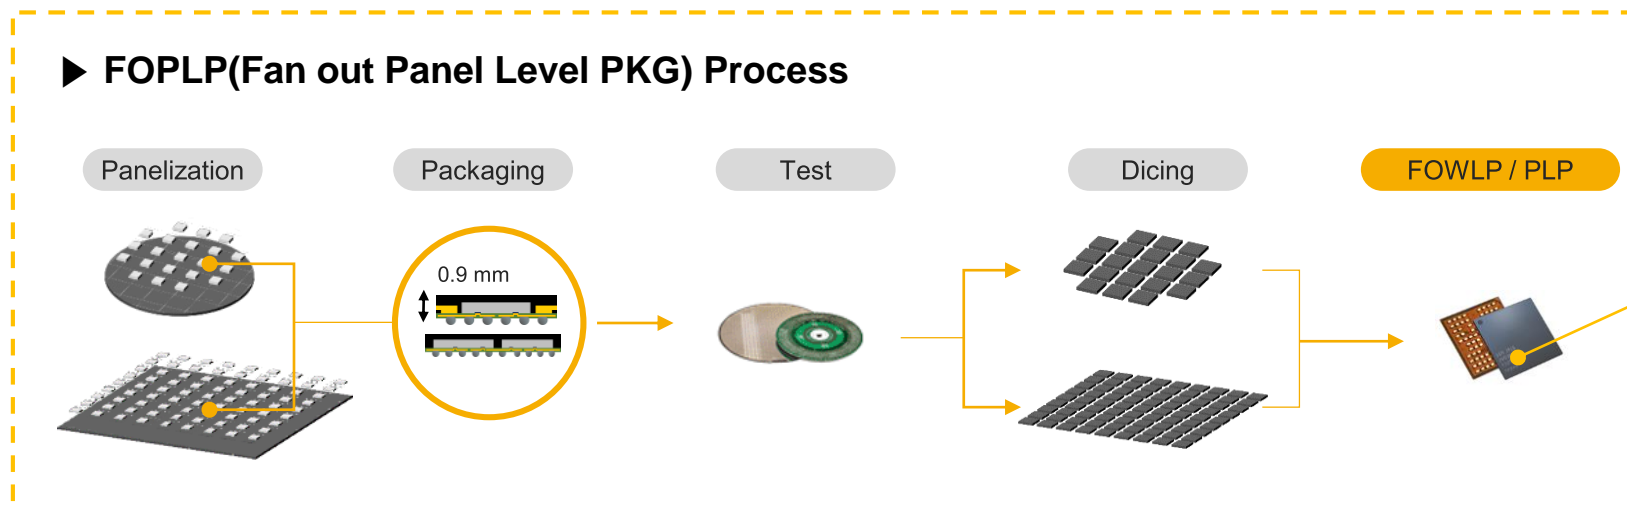 FOPLP(Fan out Panel Level PKG) Process
Panelization
Packaging
Test
Dicing
FOWLP / PLP
0.9 mm